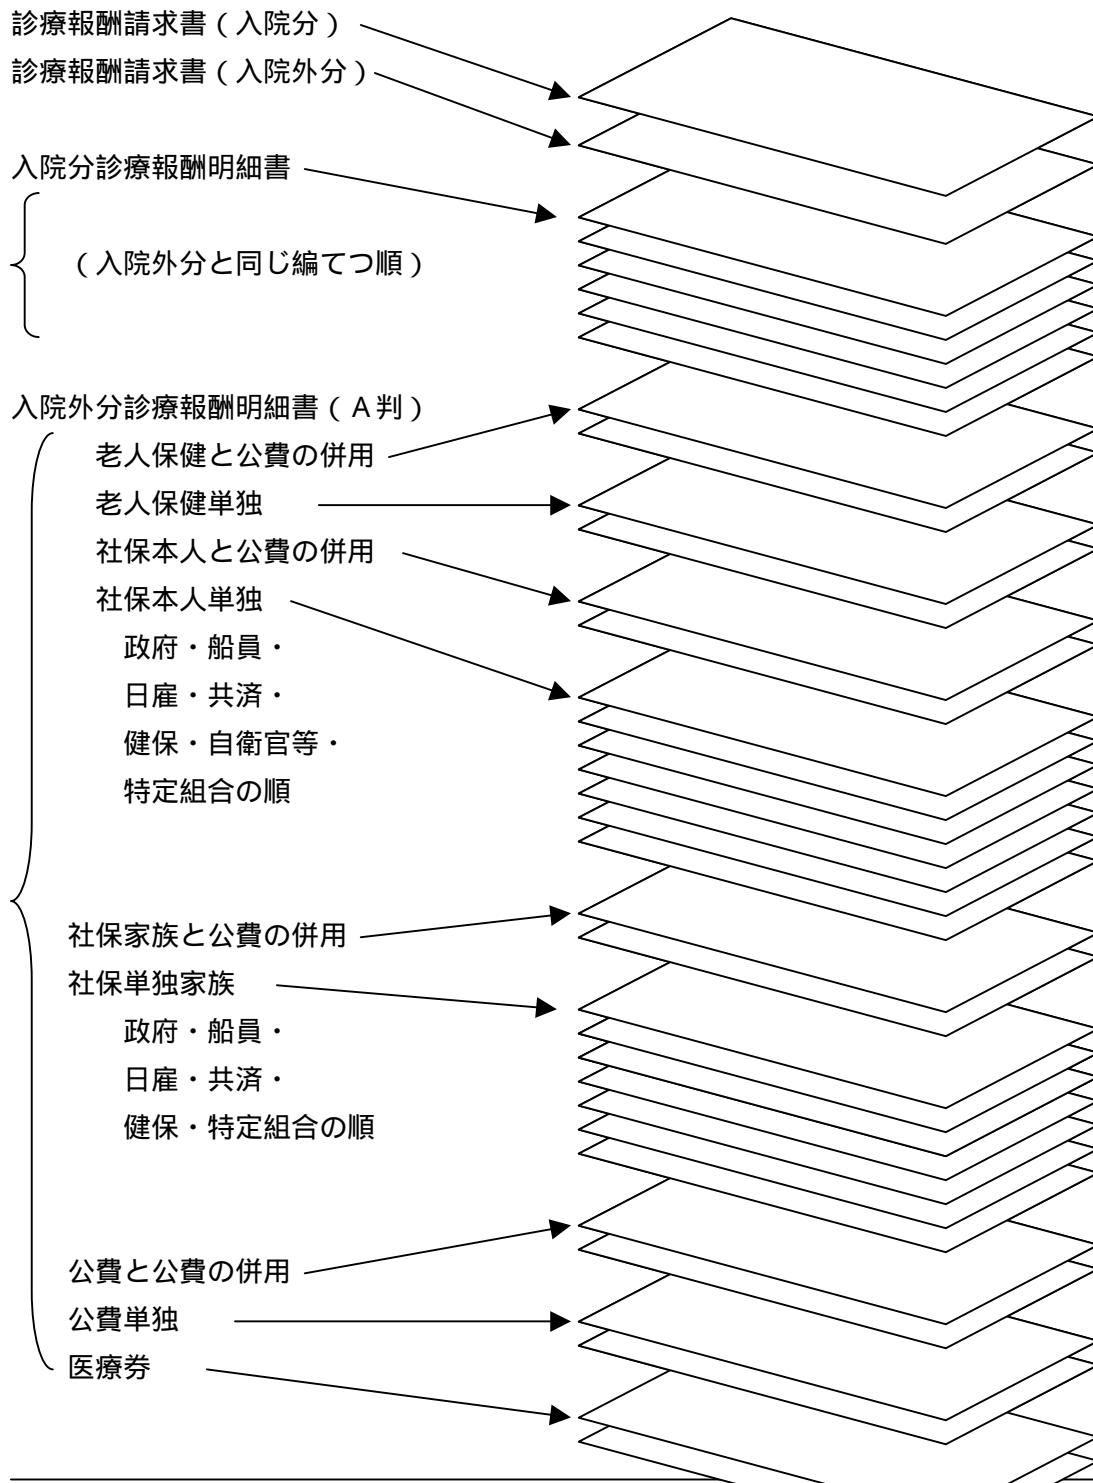 診療報酬請求書（入院分）
診療報酬請求書（入院外分）
入院分診療報酬明細書
（入院外分と同じ編てつ順）
入院外分診療報酬明細書（Ａ判）
老人保健と公費の併用
老人保健単独
社保本人と公費の併用
社保本人単独
政府・船員・
日雇・共済・
健保・自衛官等・
特定組合の順
社保家族と公費の併用
社保単独家族
政府・船員・
日雇・共済・
健保・特定組合の順
公費と公費の併用
公費単独
医療券